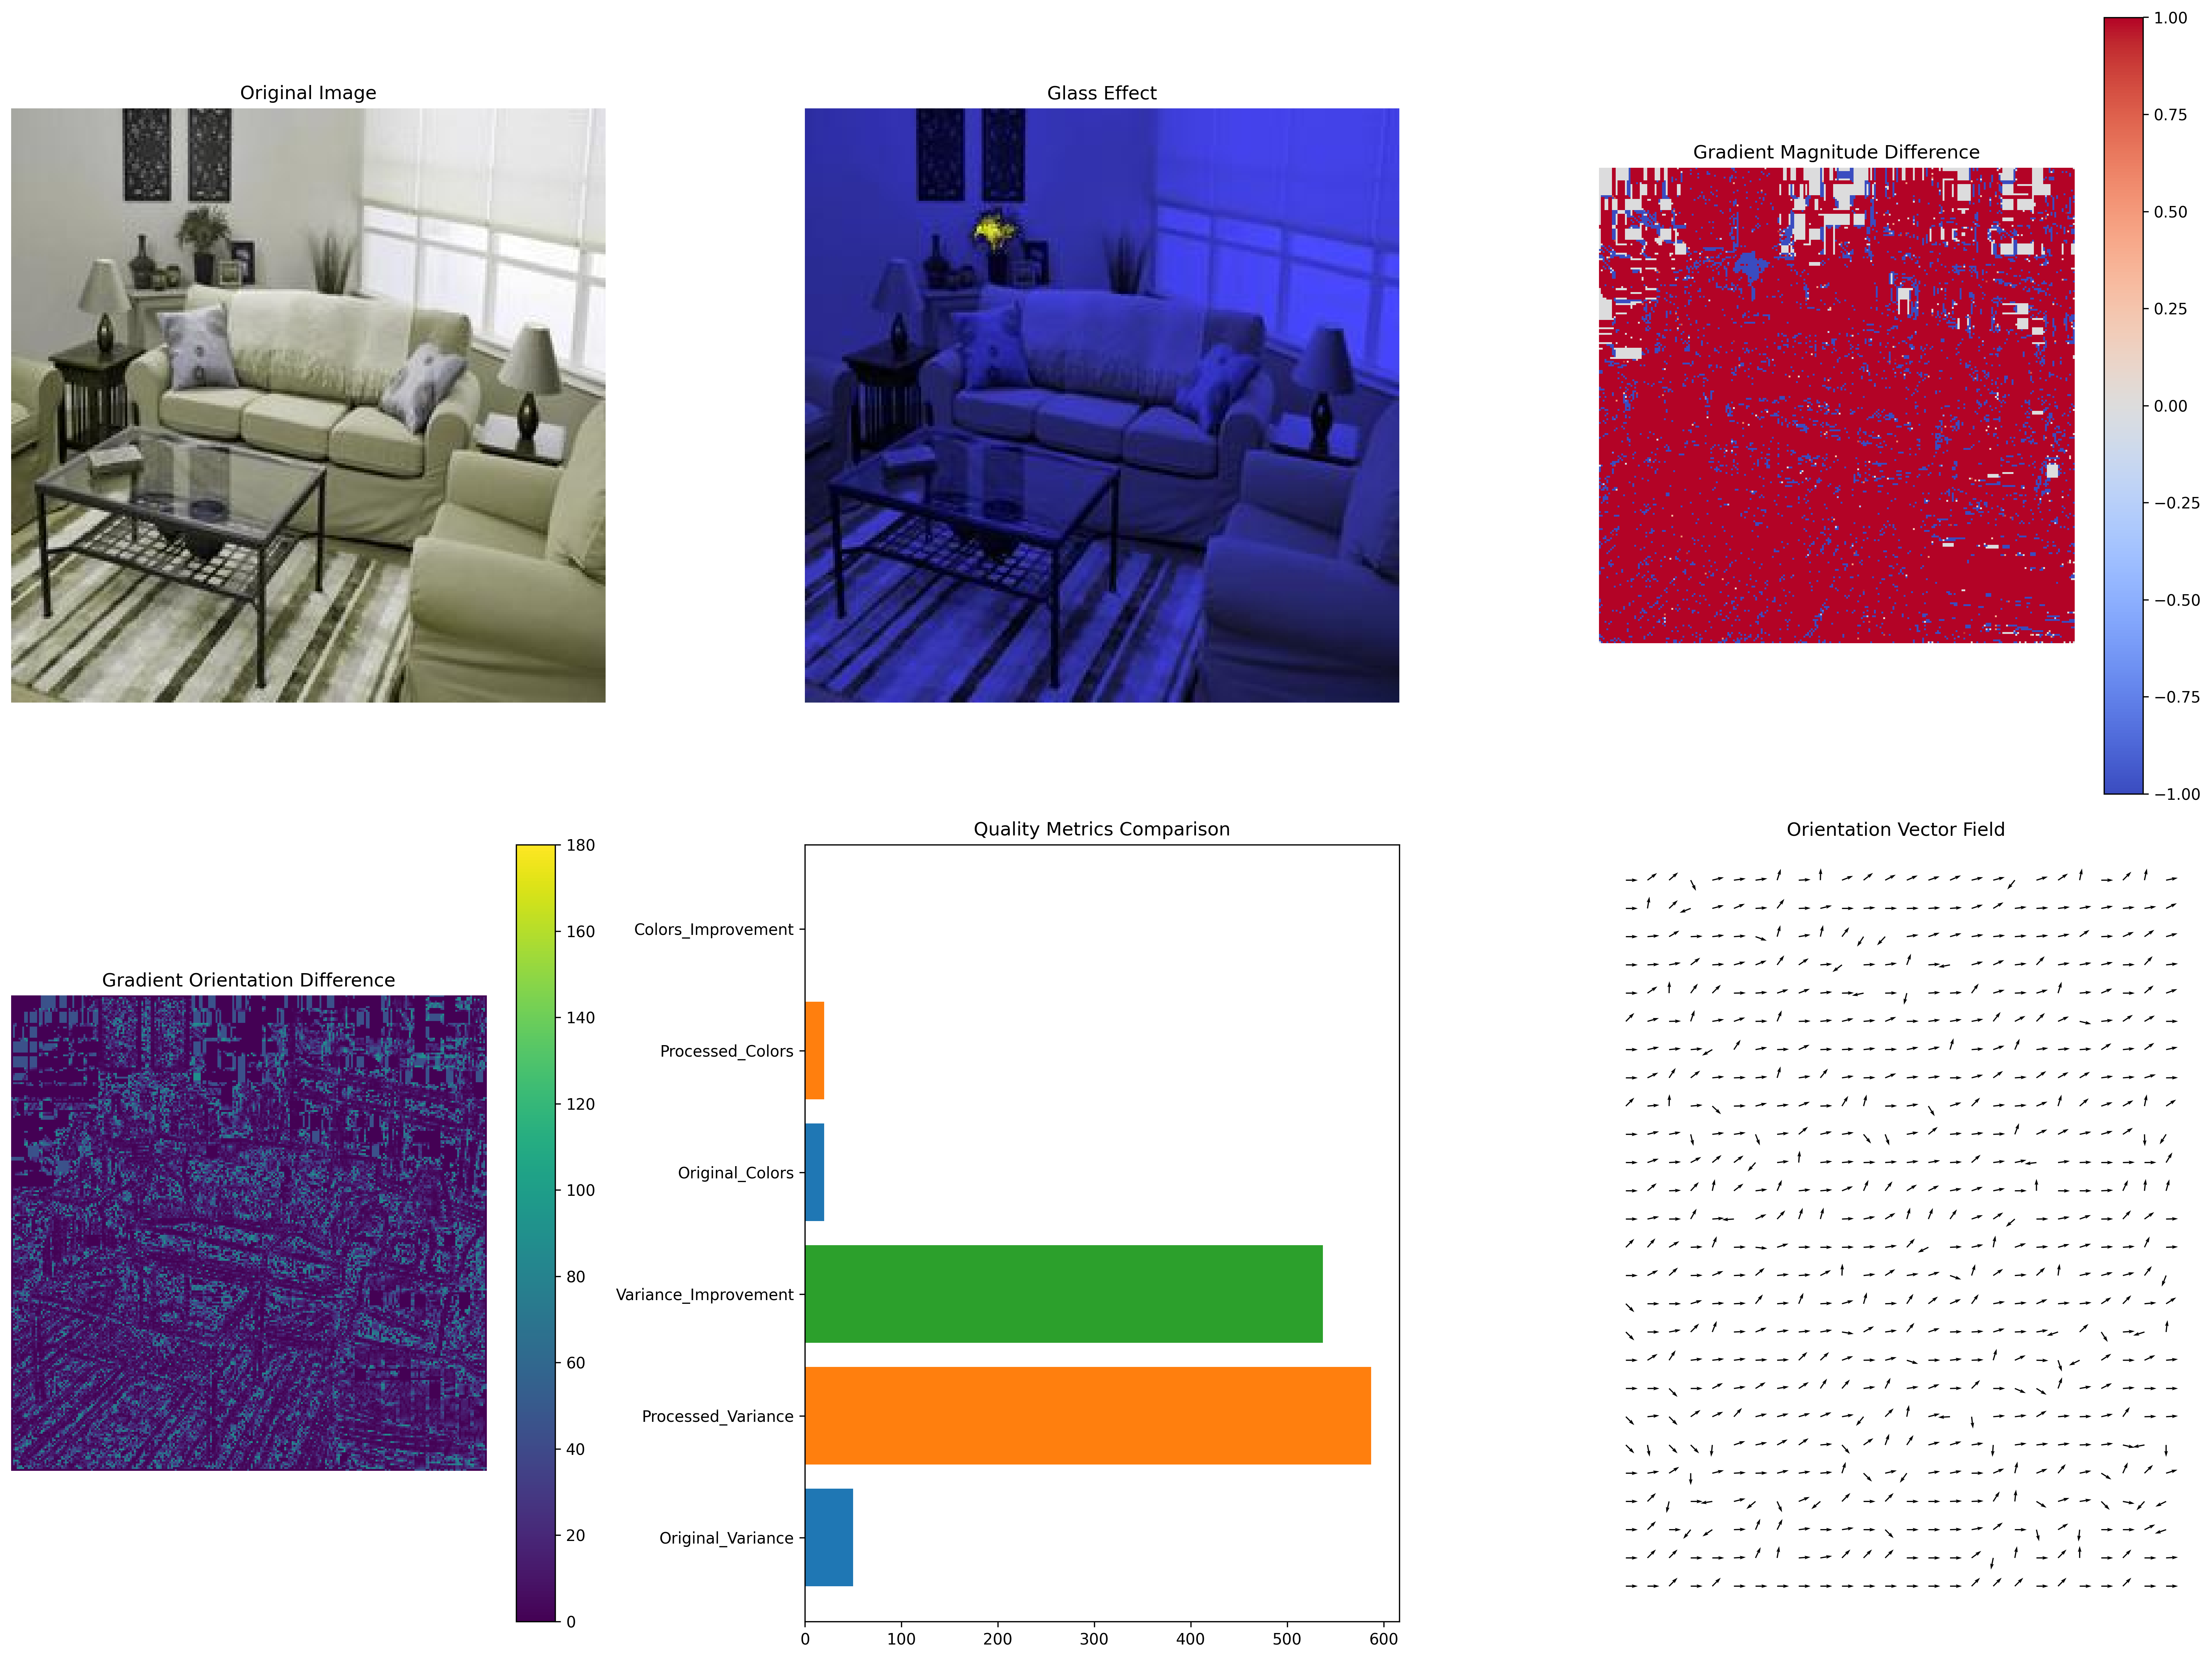 Original Image
Glass Effect
Gradient Magnitude Difference
1.00
0.75
0.50
0.25
0.00
−0.25
−0.50
−0.75
−1.00
Gradient Orientation Difference
180
160
140
120
100
80
60
40
20
0
Quality Metrics Comparison
Colors_Improvement
Processed_Colors
Original_Colors
Variance_Improvement
Processed_Variance
Original_Variance
0 100 200 300 400 500 600
Orientation Vector Field